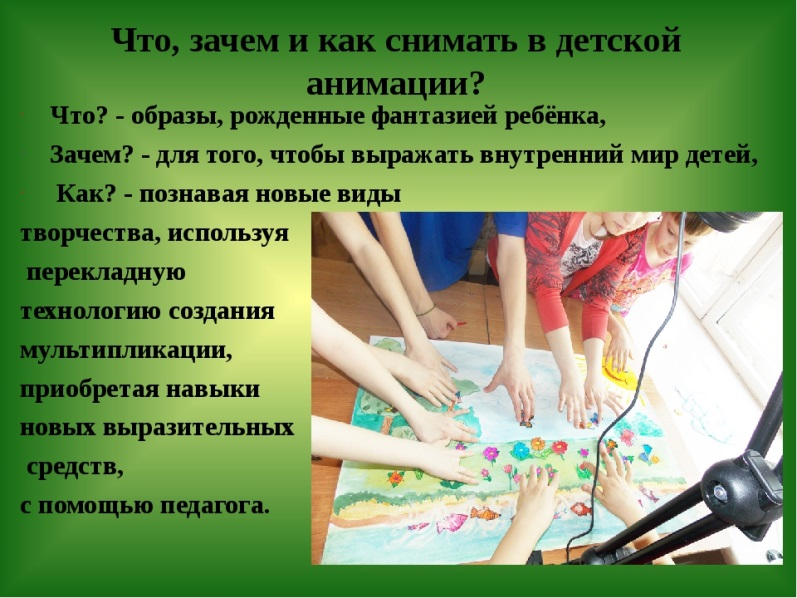 Что, зачем и как снимать в детской
анимации?
Что? - образы, рожденные фантазией ребёнка,
Зачем? - для того, чтобы выражать внутренний мир детей,
Как? - познавая новые виды
творчества, используя
перекладную
технологию создания
мультипликации,
приобретая навыки
новых выразительных
средств,
с помощью педагога.